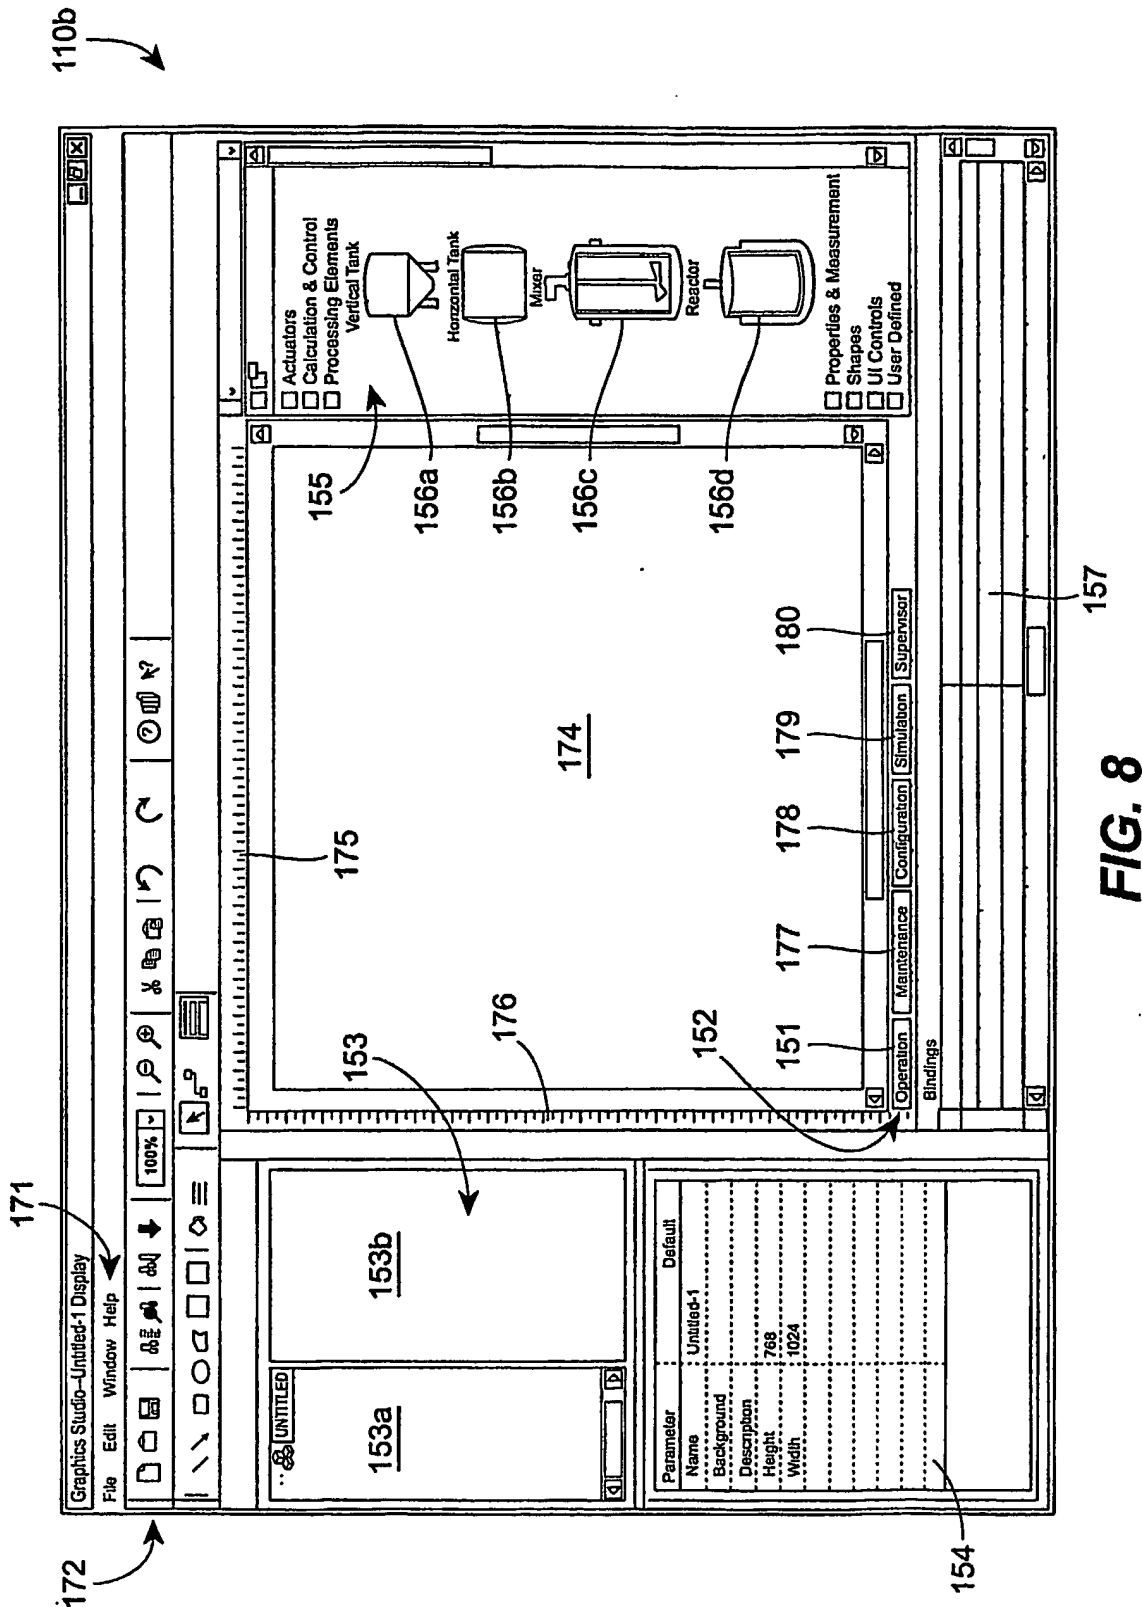 110b
171
172
Graphics Studio--Untitled-1 Display
File Edit Window Help
100%
?
?
175
Actuators
Calculation & Control
Processing Elements
Vertical Tank
Horizontal Tank
Mixer
Reactor
Properties & Measurement
Shapes
UI Controls
User Defined
155
156a
156b
156c
156d
UNTITLED
153a
153b
153
176
174
152
151
177
178
179
180
Operation Maintenance Configuration Simulation Supervisor
Bindings
157
Parameter Default
Name Untitled-1
Background
Description
Height 768
Width 1024
154
FIG. 8